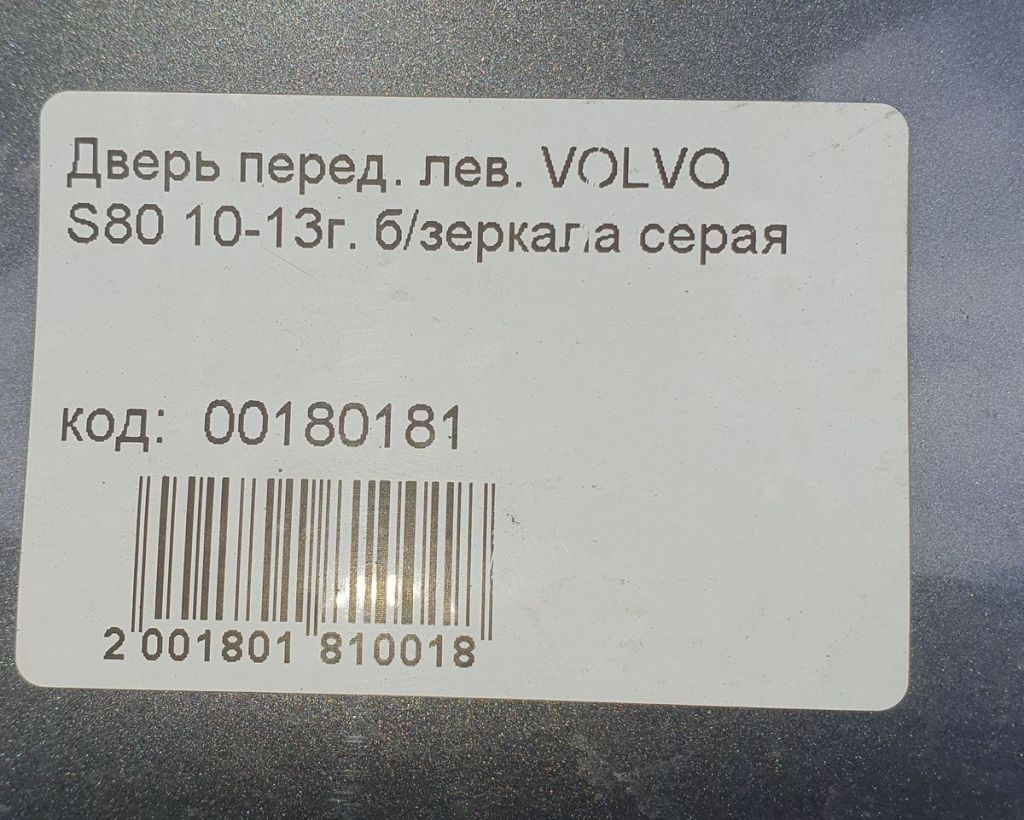 Дверь перед. лев. VOLVO
S80 10-13г. б/зеркала серая
код: 00180181
2 001801 810018